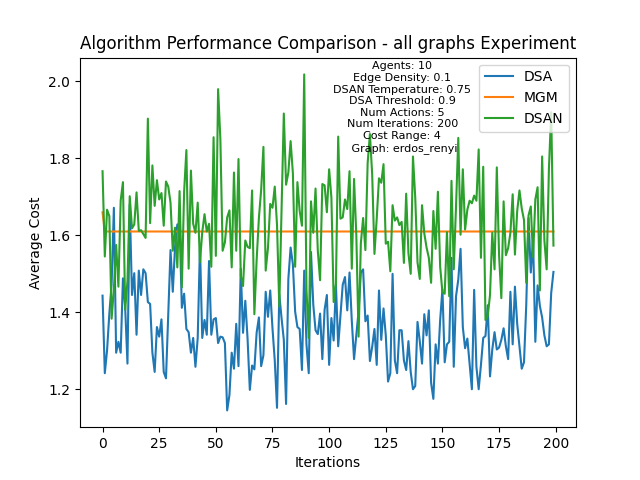 Algorithm Performance Comparison - all graphs Experiment
Agents: 10
Edge Density: 0.1
DSAN Temperature: 0.75
DSA Threshold: 0.9
Num Actions: 5
Num Iterations: 200
Cost Range: 4
Graph: erdos_renyi
DSA
MGM
DSAN
Average Cost
2.0
1.8
1.6
1.4
1.2
0
25
50
75
100
125
150
175
200
Iterations